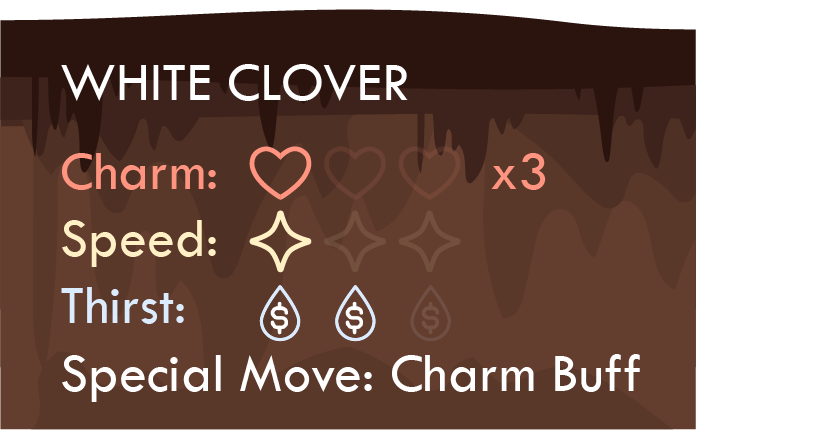 WHITE CLOVER
Charm: x3
Speed:
Thirst: $ $ $
Special Move: Charm Buff